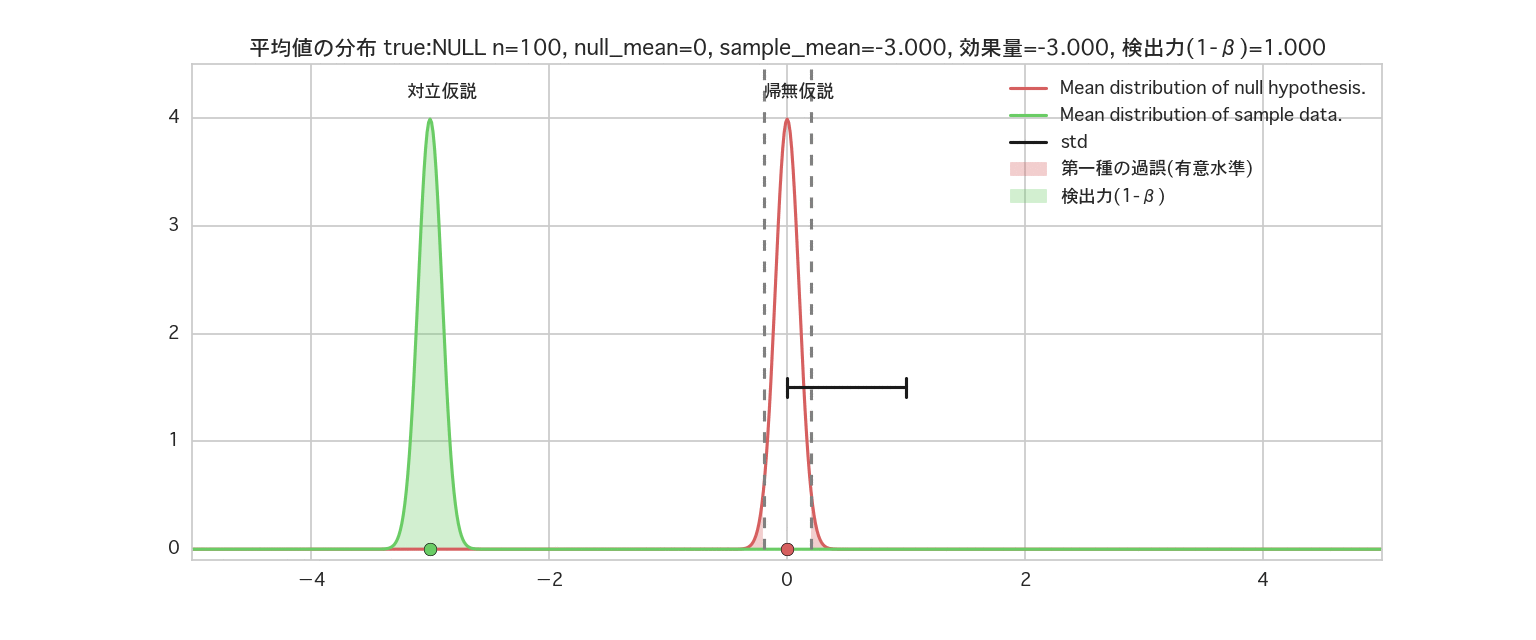 平均値の分布 true:NULL n=100, null_mean=0, sample_mean=-3.000, 効果量=-3.000, 検出力(1-β)=1.000
対立仮説
帰無仮説
Mean distribution of null hypothesis.
Mean distribution of sample data.
std
第一種の過誤(有意水準)
検出力(1-β)
4
3
2
1
0
−4
−2
0
2
4